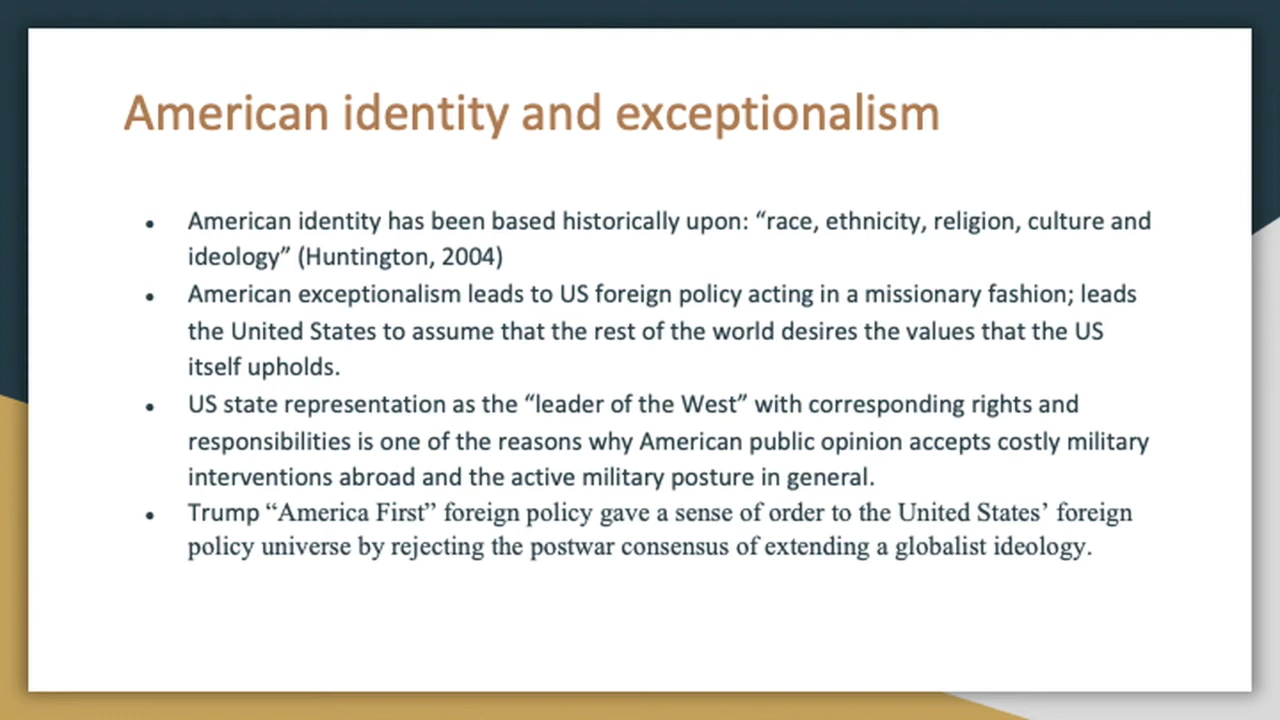 American identity and exceptionalism
• American identity has been based historically upon: “race, ethnicity, religion, culture and
ideology” (Huntington, 2004)
• American exceptionalism leads to US foreign policy acting in a missionary fashion; leads
the United States to assume that the rest of the world desires the values that the US
itself upholds.
• US state representation as the “leader of the West” with corresponding rights and
responsibilities is one of the reasons why American public opinion accepts costly military
interventions abroad and the active military posture in general.
• Trump “America First” foreign policy gave a sense of order to the United States’ foreign
policy universe by rejecting the postwar consensus of extending a globalist ideology.